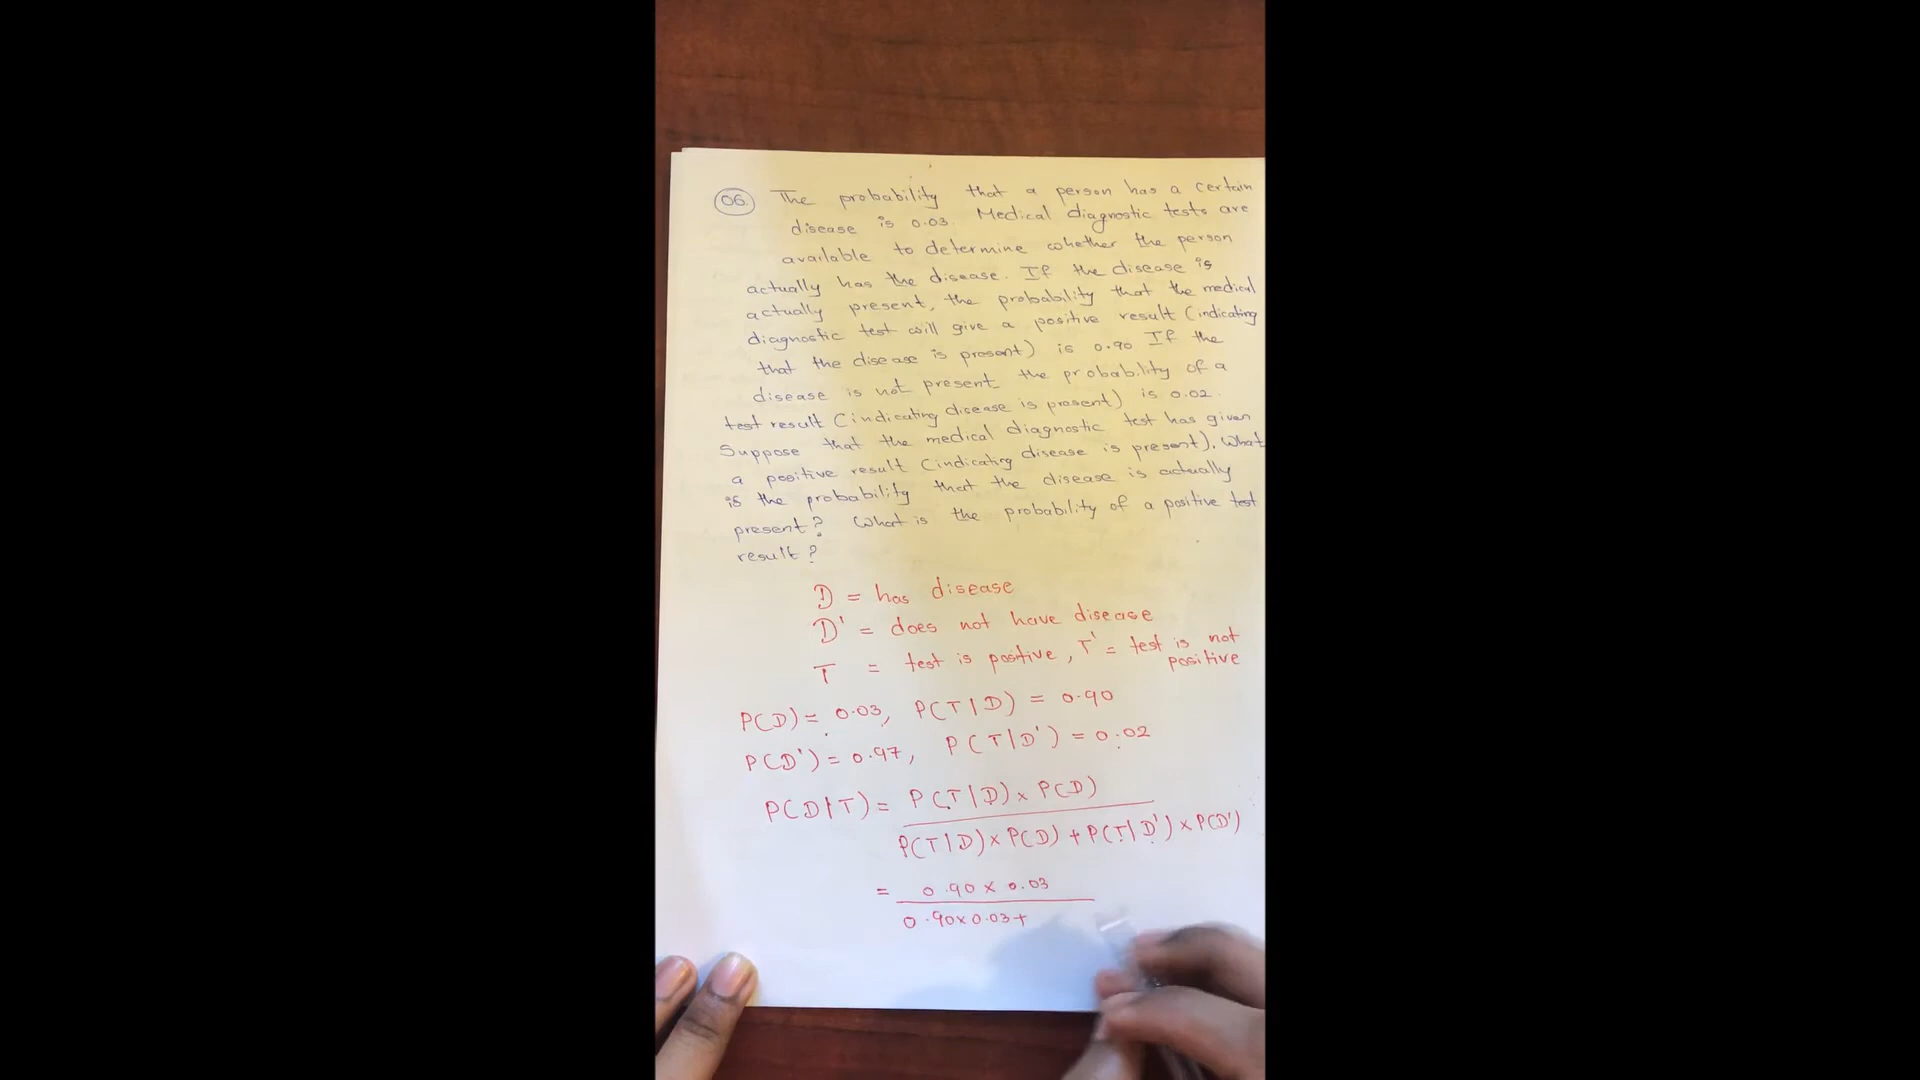 06. The probability that a person has a certain
disease is 0.03. Medical diagnostic tests are
available to determine whether the person
actually has the disease. If the disease is
actually present, the probability that the medical
diagnostic test will give a positive result (indicating
that the disease is present) is 0.90 If the
disease is not present the probability of a
test result (indicating disease is present) is 0.02.
Suppose that the medical diagnostic test has given
a positive result (indicating disease is present). What
is the probability that the disease is actually
present? What is the probability of a positive test
result?
D = has disease
D' = does not have disease
T = test is positive, T' = test is not
positive
P(D) = 0.03, P(T|D) = 0.90
P(D') = 0.97, P(T|D') = 0.02
P(D|T) = P(T|D) x P(D)
P(T|D) x P(D) + P(T|D') x P(D')
= 0.90 x 0.03
0.90 x 0.03 +